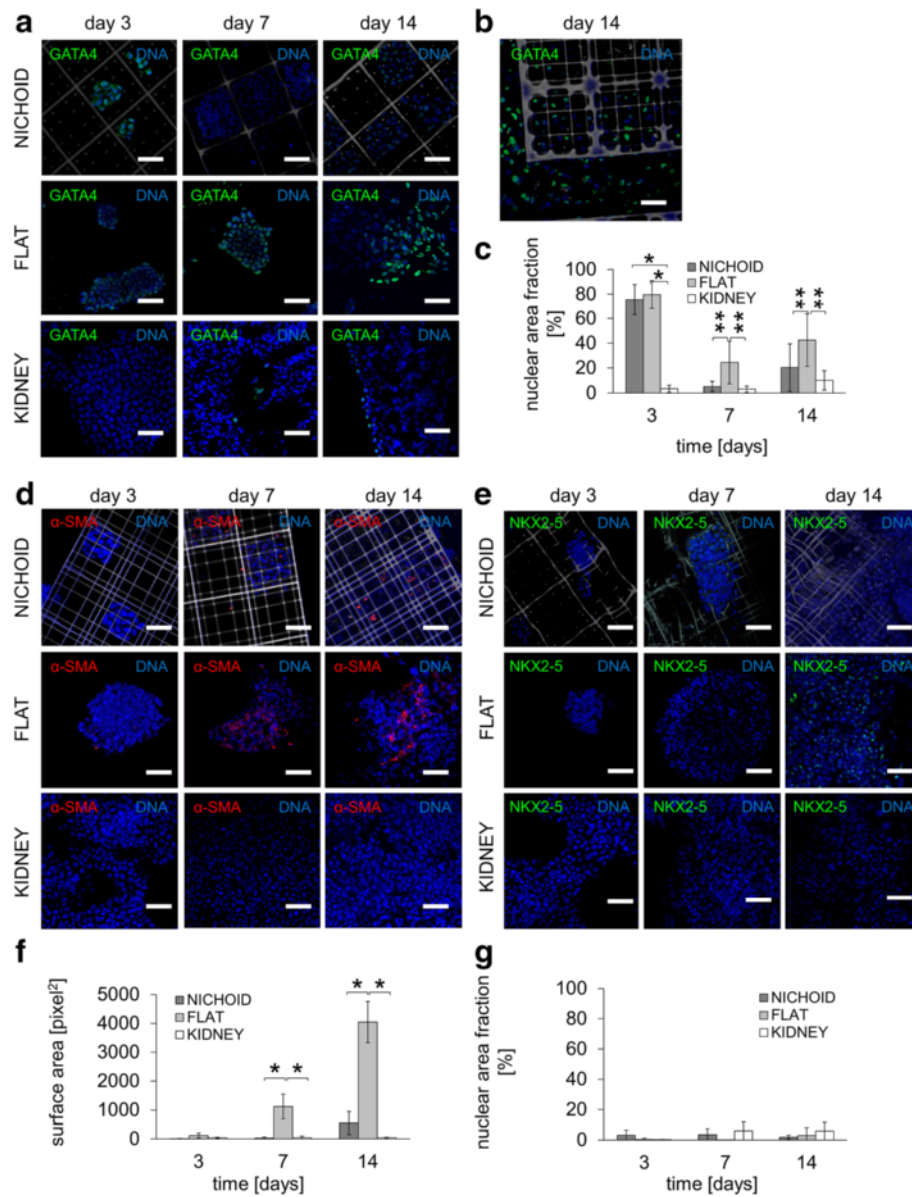 a
day 3 day 7 day 14
NICHOID
GATA4 DNA GATA4 DNA GATA4 DNA
FLAT
GATA4 DNA GATA4 DNA GATA4 DNA
KIDNEY
GATA4 DNA GATA4 DNA GATA4 DNA
b
day 14
GATA4 DNA
c
nuclear area fraction
[%]
100
80
60
40
20
0
* * ** ** ** **
NICHOID
FLAT
KIDNEY
3 7 14
time [days]
d
day 3 day 7 day 14
NICHOID
α-SMA DNA α-SMA DNA α-SMA DNA
FLAT
α-SMA DNA α-SMA DNA α-SMA DNA
KIDNEY
α-SMA DNA α-SMA DNA α-SMA DNA
e
day 3 day 7 day 14
NICHOID
NKX2-5 DNA NKX2-5 DNA NKX2-5 DNA
FLAT
NKX2-5 DNA NKX2-5 DNA NKX2-5 DNA
KIDNEY
NKX2-5 DNA NKX2-5 DNA NKX2-5 DNA
f
surface area [pixel²]
5000
4000
3000
2000
1000
0
NICHOID
FLAT
KIDNEY
* * * *
3 7 14
time [days]
g
nuclear area fraction
[%]
100
80
60
40
20
0
NICHOID
FLAT
KIDNEY
3 7 14
time [days]